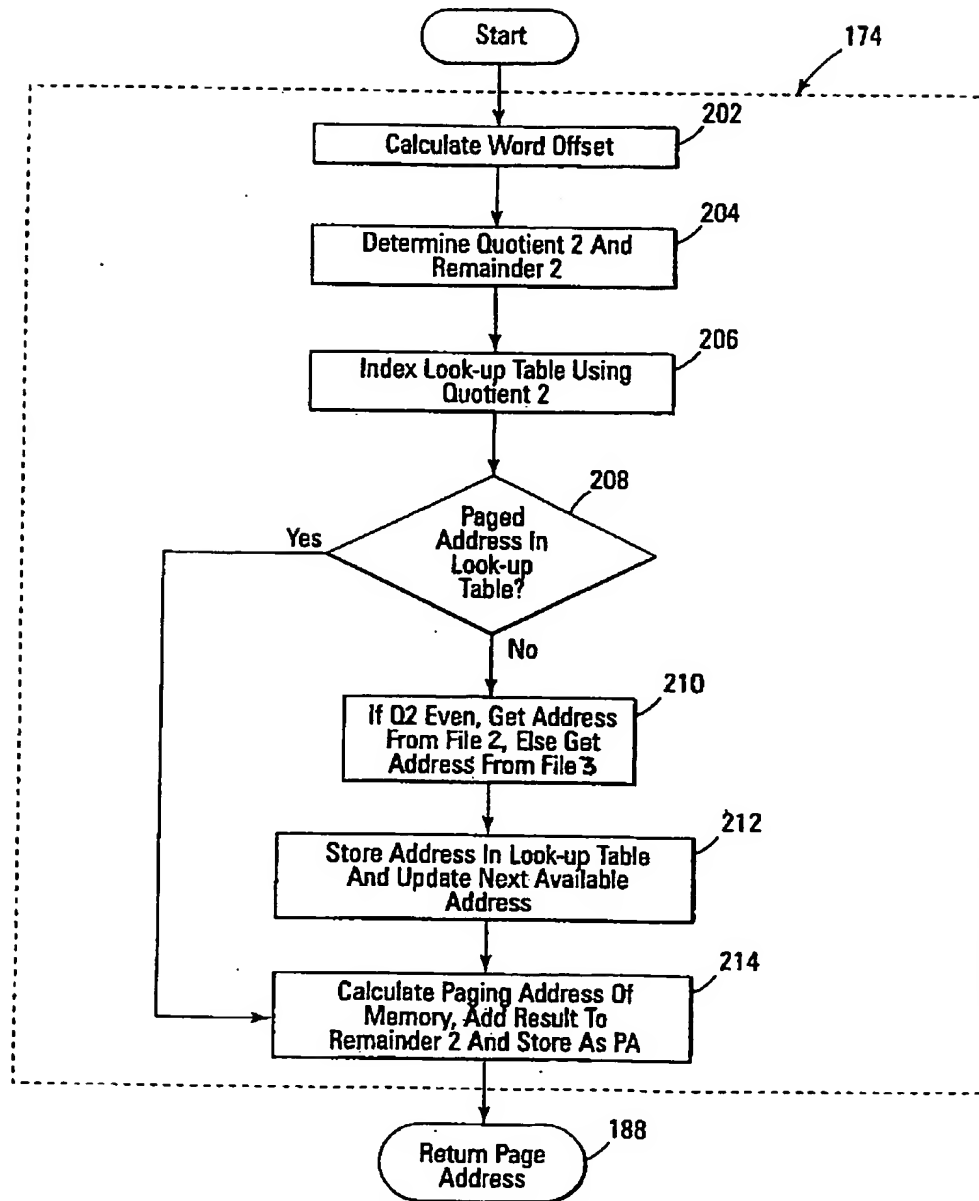 Start
174
202
Calculate Word Offset
204
Determine Quotient 2 And
Remainder 2
206
Index Look-up Table Using
Quotient 2
208
Paged
Address In
Look-up
Table?
Yes
No
210
If Q2 Even, Get Address
From File 2, Else Get
Address From File 3
212
Store Address In Look-up Table
And Update Next Available
Address
214
Calculate Paging Address Of
Memory, Add Result To
Remainder 2 And Store As PA
188
Return Page
Address